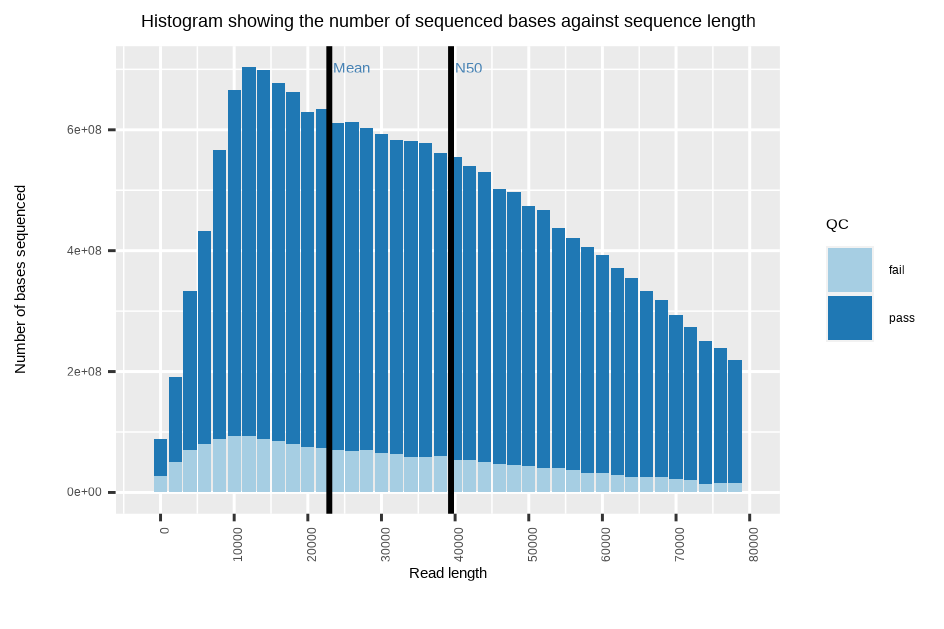 Histogram showing the number of sequenced bases against sequence length
Mean
N50
Number of bases sequenced
6e+08
4e+08
2e+08
0e+00
0
10000
20000
30000
40000
50000
60000
70000
80000
Read length
QC
fail
pass